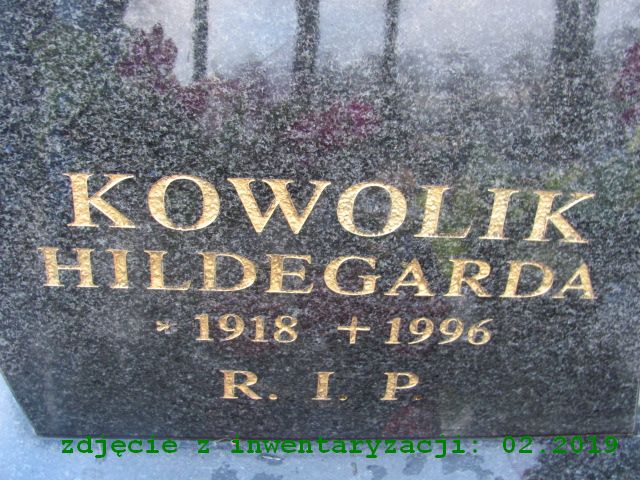 KOWOLIK
HILDEGARDA
* 1918 + 1996
R. I. P.
zdjęcie z inwentaryzacji: 02.2019